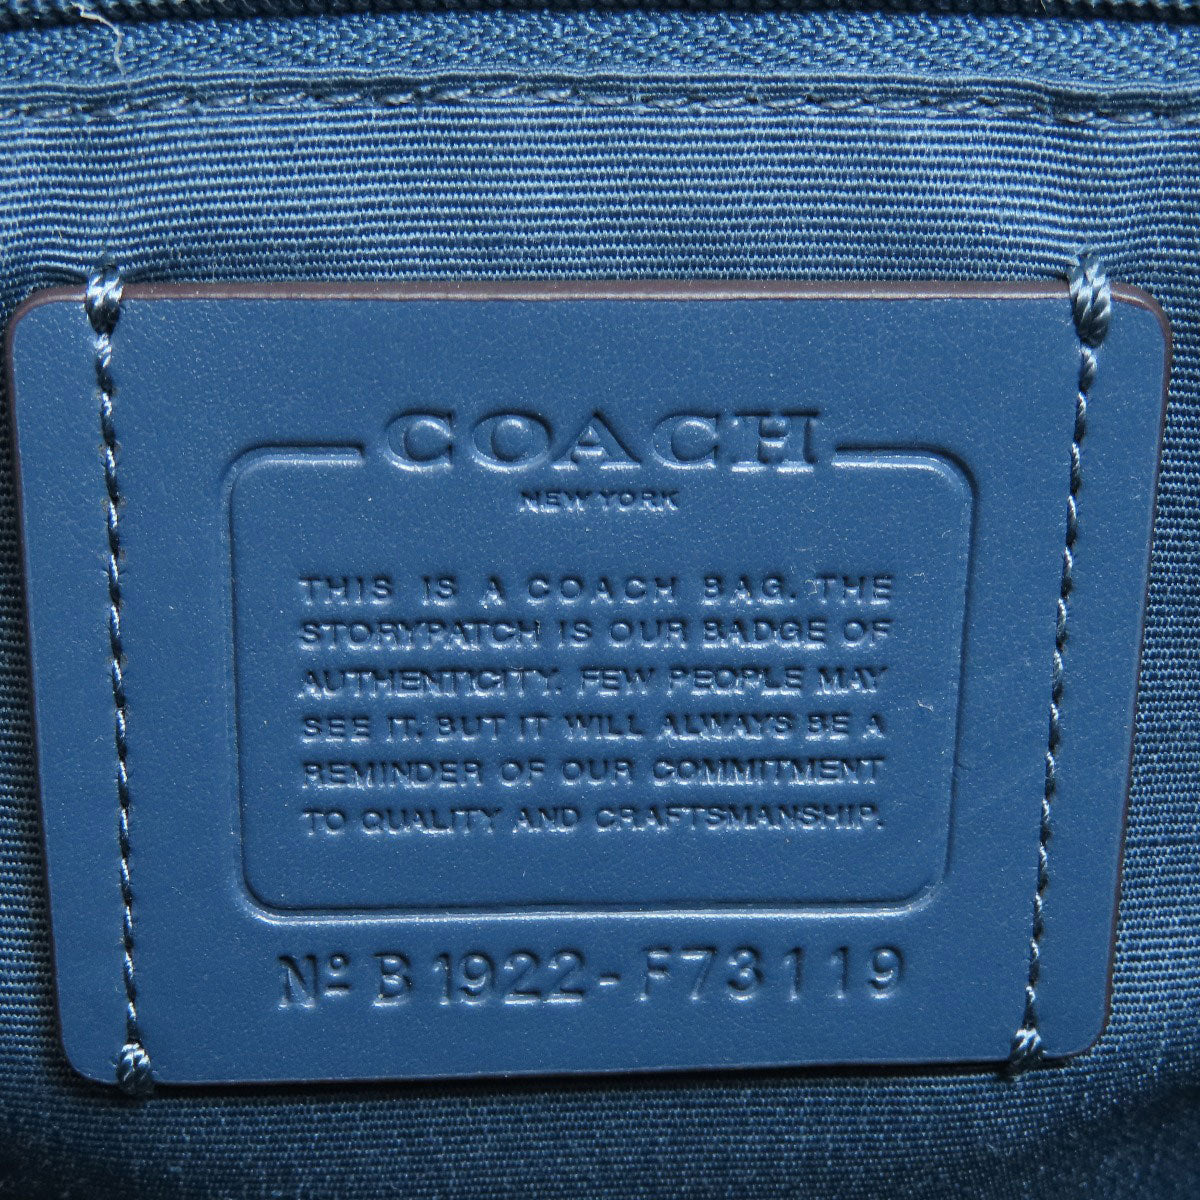 COACH
NEW YORK
THIS IS A COACH BAG. THE
STORYPATCH IS OUR BADGE OF
AUTHENTICITY. FEW PEOPLE MAY
SEE IT. BUT IT WILL ALWAYS BE A
REMINDER OF OUR COMMITMENT
TO QUALITY AND CRAFTSMANSHIP.
Nº B1922-F73119